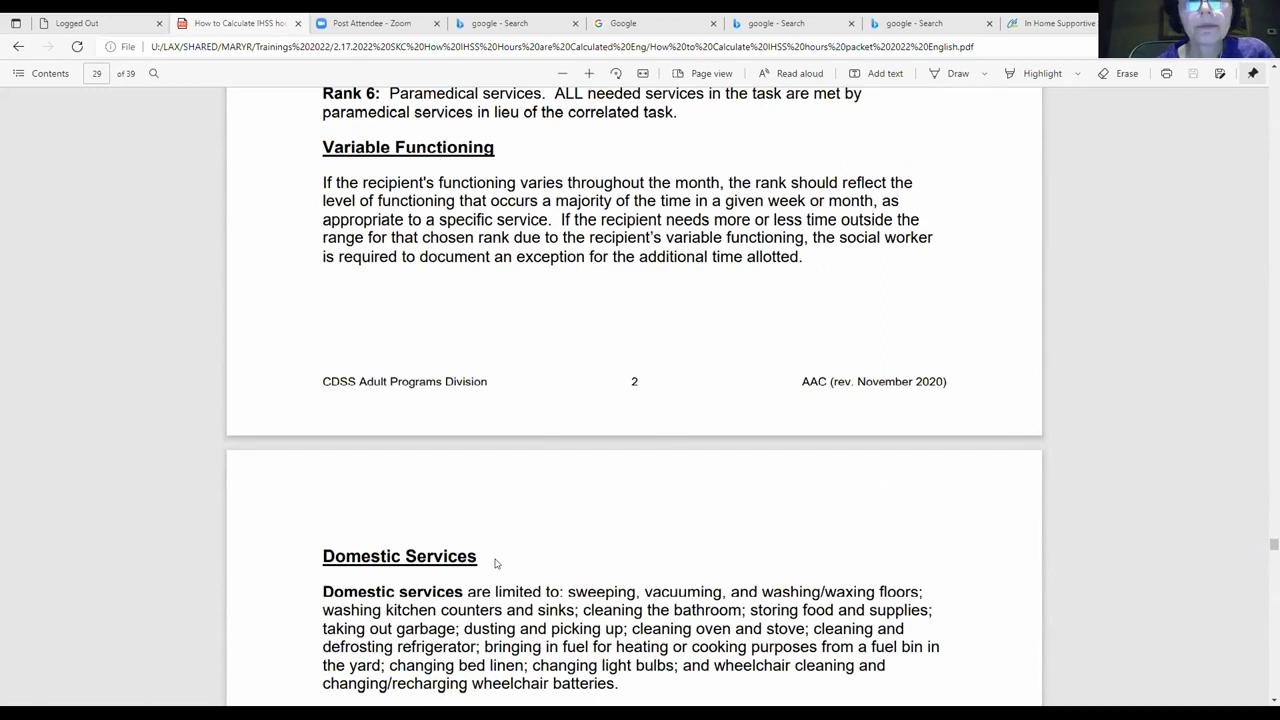 Logged Out
How to Calculate IHSS ho
Post Attendee - Zoom
google - Search
Google
google - Search
google - Search
In Home Supportive
File
U:/LAX/SHARED/MARYR/Trainings%202022/2.17.2022%20SKC%20How%20IHSS%20Hours%20are%20Calculated%20Eng/How%20to%20Calculate%20IHSS%20hours%20packet%202022%20English.pdf
Contents
29
of 39
Page view
Read aloud
Add text
Draw
Highlight
Erase
Rank 6: Paramedical services. ALL needed services in the task are met by
paramedical services in lieu of the correlated task.
Variable Functioning
If the recipient's functioning varies throughout the month, the rank should reflect the
level of functioning that occurs a majority of the time in a given week or month, as
appropriate to a specific service. If the recipient needs more or less time outside the
range for that chosen rank due to the recipient's variable functioning, the social worker
is required to document an exception for the additional time allotted.
CDSS Adult Programs Division
2
AAC (rev. November 2020)
Domestic Services
Domestic services are limited to: sweeping, vacuuming, and washing/waxing floors;
washing kitchen counters and sinks; cleaning the bathroom; storing food and supplies;
taking out garbage; dusting and picking up; cleaning oven and stove; cleaning and
defrosting refrigerator; bringing in fuel for heating or cooking purposes from a fuel bin in
the yard; changing bed linen; changing light bulbs; and wheelchair cleaning and
changing/recharging wheelchair batteries.